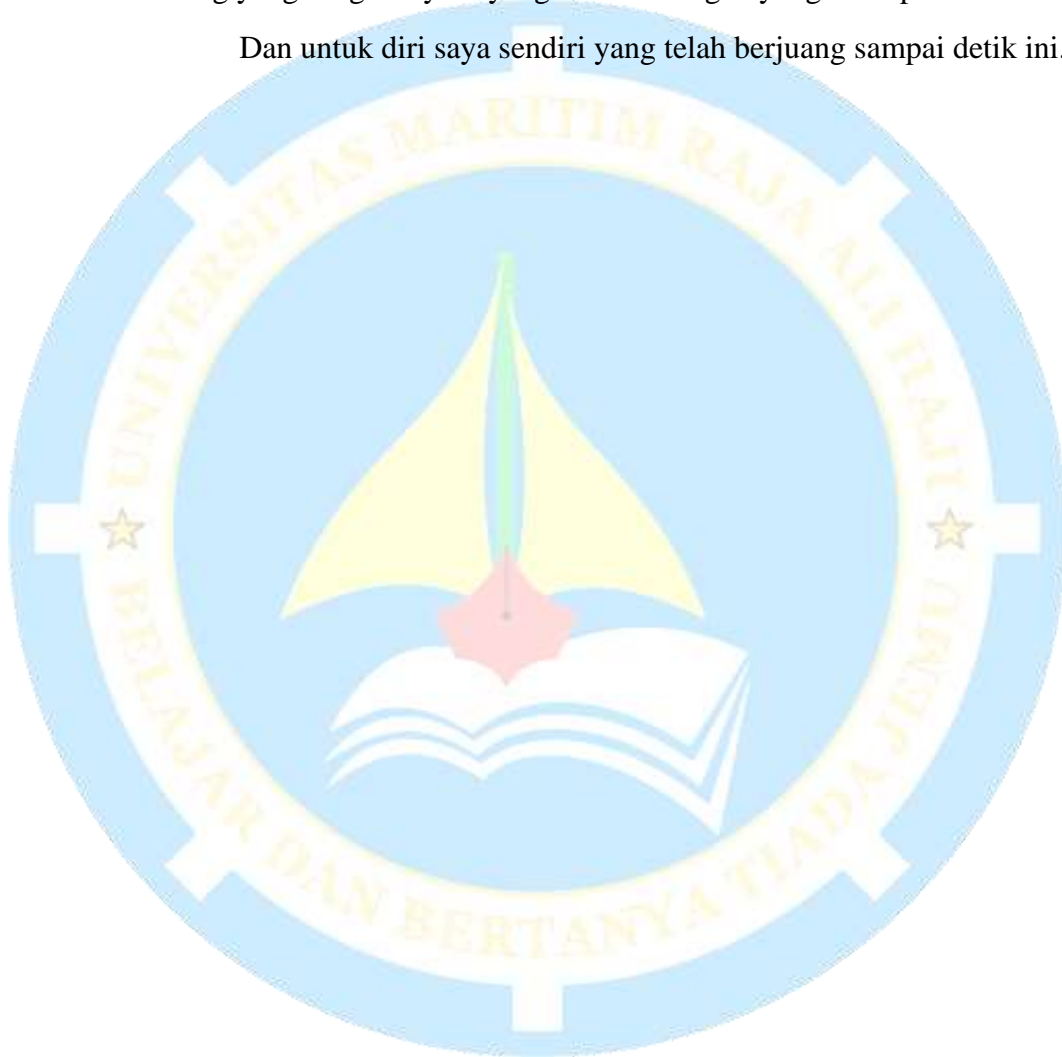 Dan untuk diri saya sendiri yang telah berjuang sampai detik ini.
UNIVERSITAS MARITIM RAJA ALI HAJI
BELAJAR DAN BERTANYA TIADA JEMU